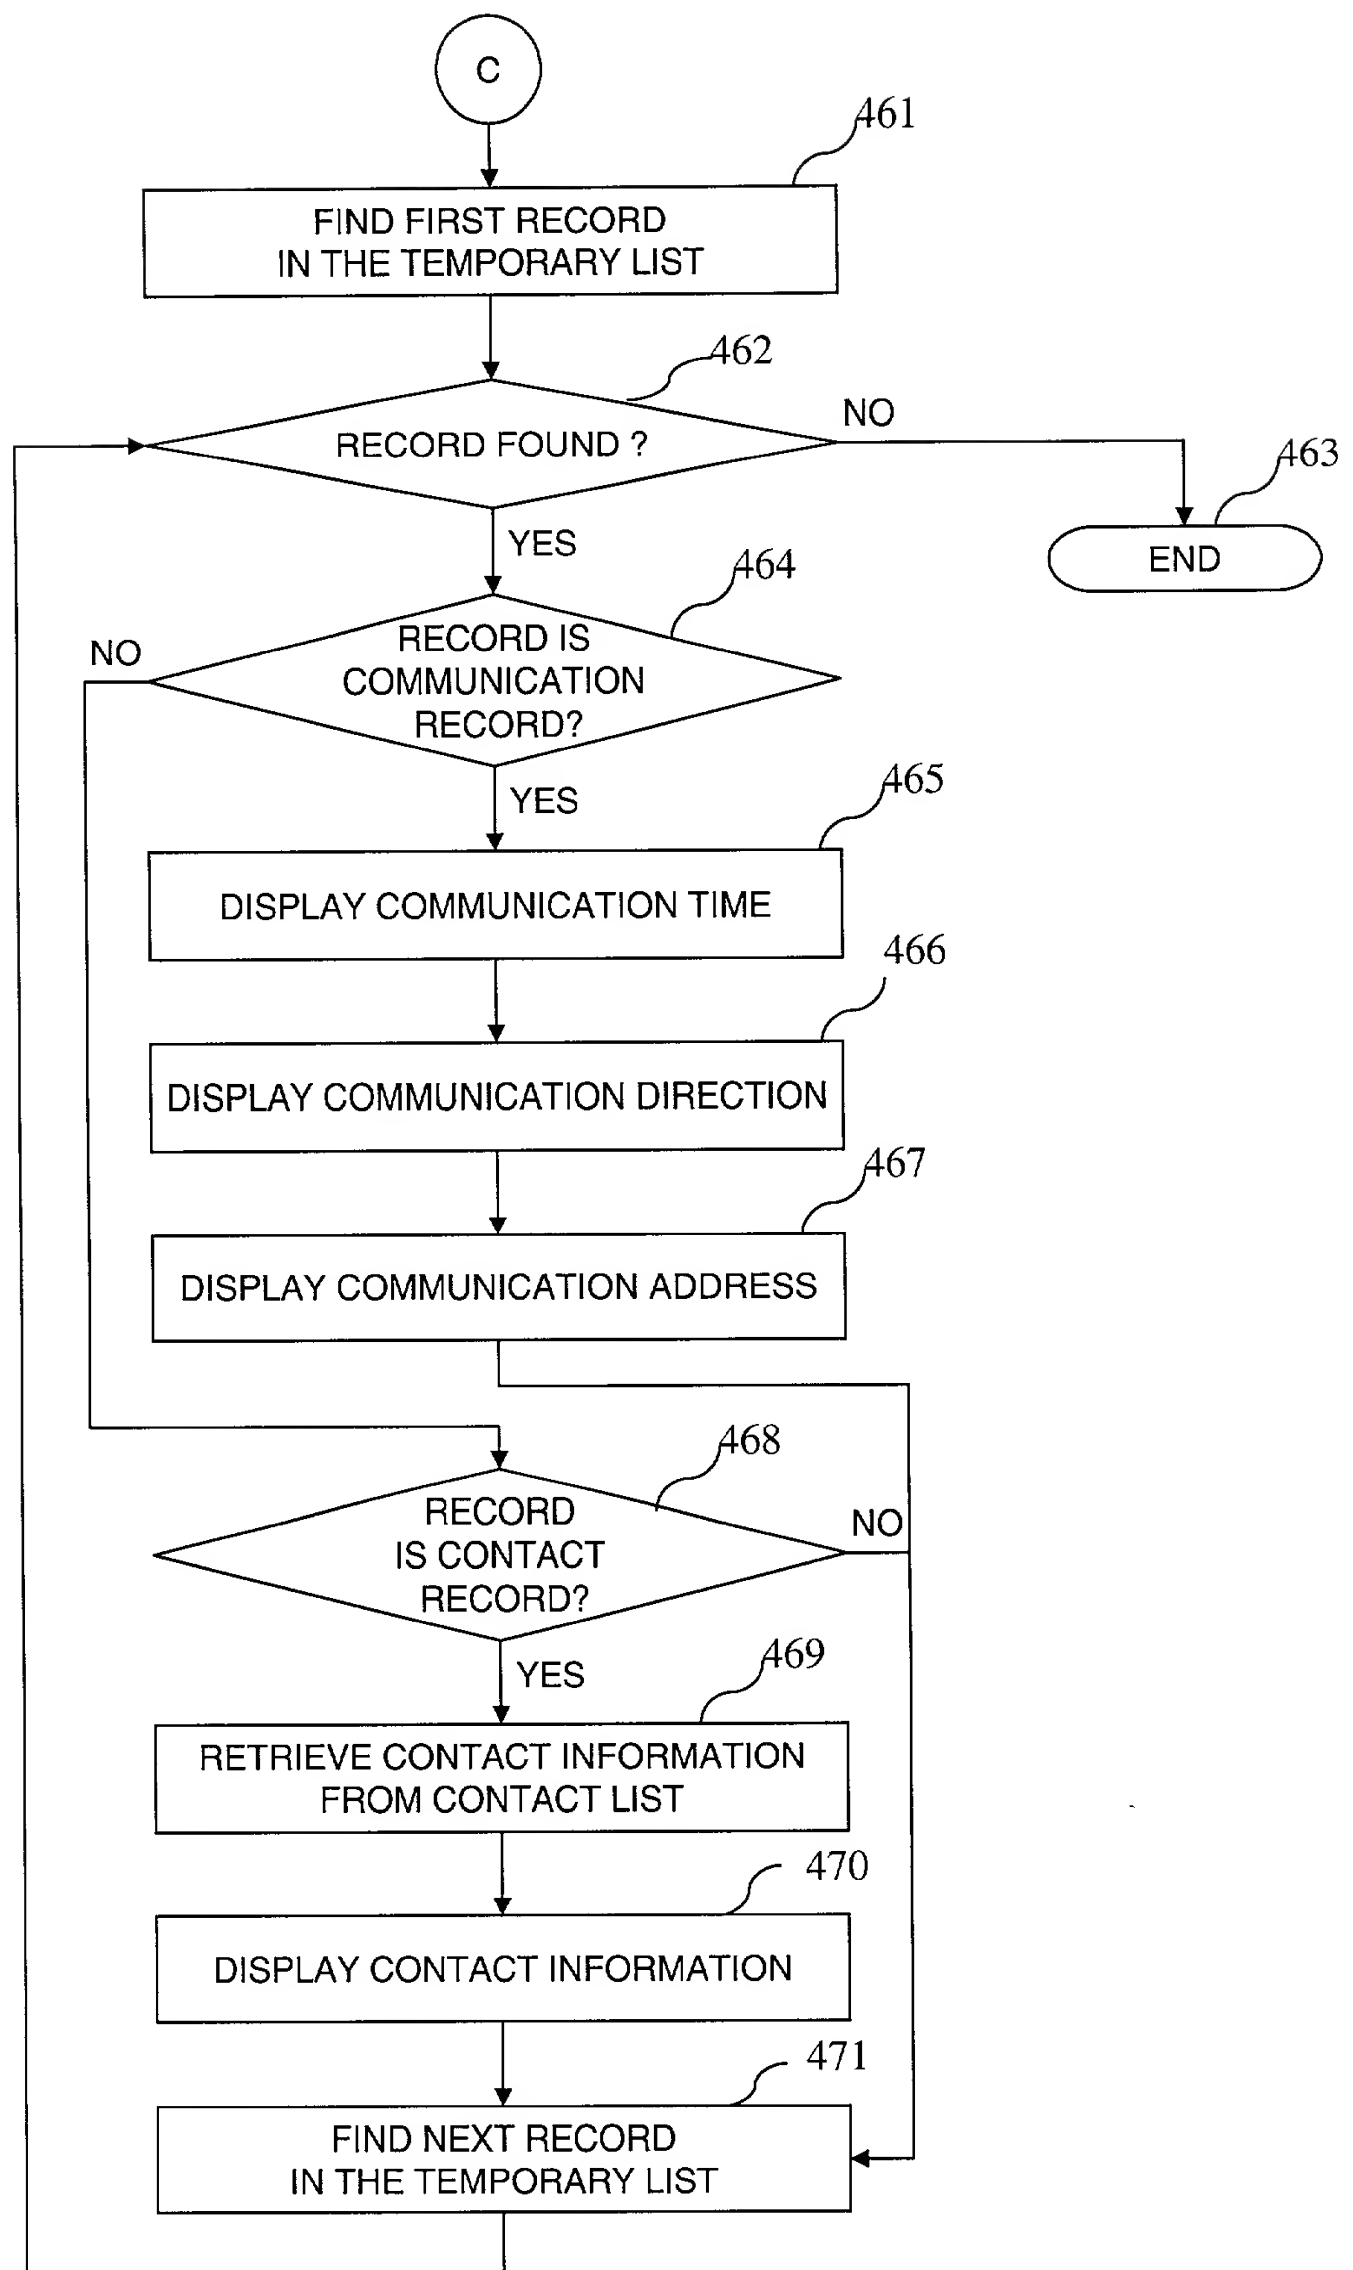 C
461
FIND FIRST RECORD
IN THE TEMPORARY LIST
462
RECORD FOUND ?
NO
463
END
YES
464
NO
RECORD IS
COMMUNICATION
RECORD?
YES
465
DISPLAY COMMUNICATION TIME
466
DISPLAY COMMUNICATION DIRECTION
467
DISPLAY COMMUNICATION ADDRESS
468
RECORD
IS CONTACT
RECORD?
NO
YES
469
RETRIEVE CONTACT INFORMATION
FROM CONTACT LIST
470
DISPLAY CONTACT INFORMATION
471
FIND NEXT RECORD
IN THE TEMPORARY LIST